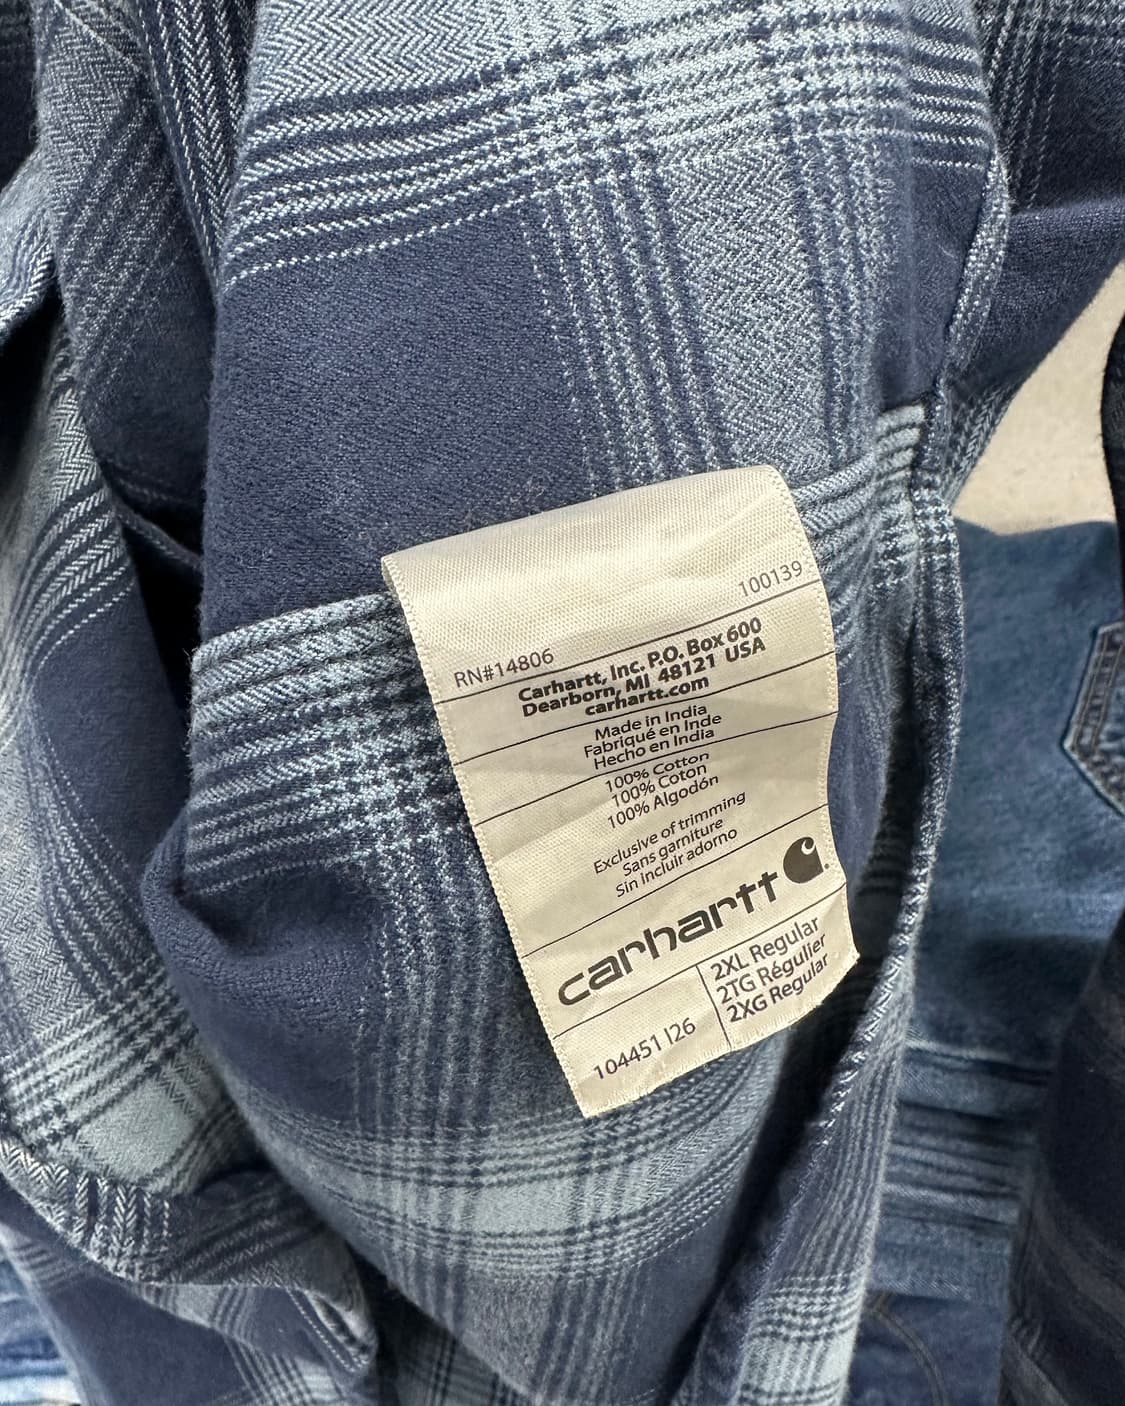 RN#14806 100139
Carhartt, Inc. P.O. Box 600
Dearborn, MI 48121 USA
carhartt.com
Made in India
Fabriqué en Inde
Hecho en India
100% Cotton
100% Coton
100% Algodón
Exclusive of trimming
Sans garniture
Sin incluir adorno
carhartt
104451 I26
2XL Regular
2TG Régulier
2XG Regular